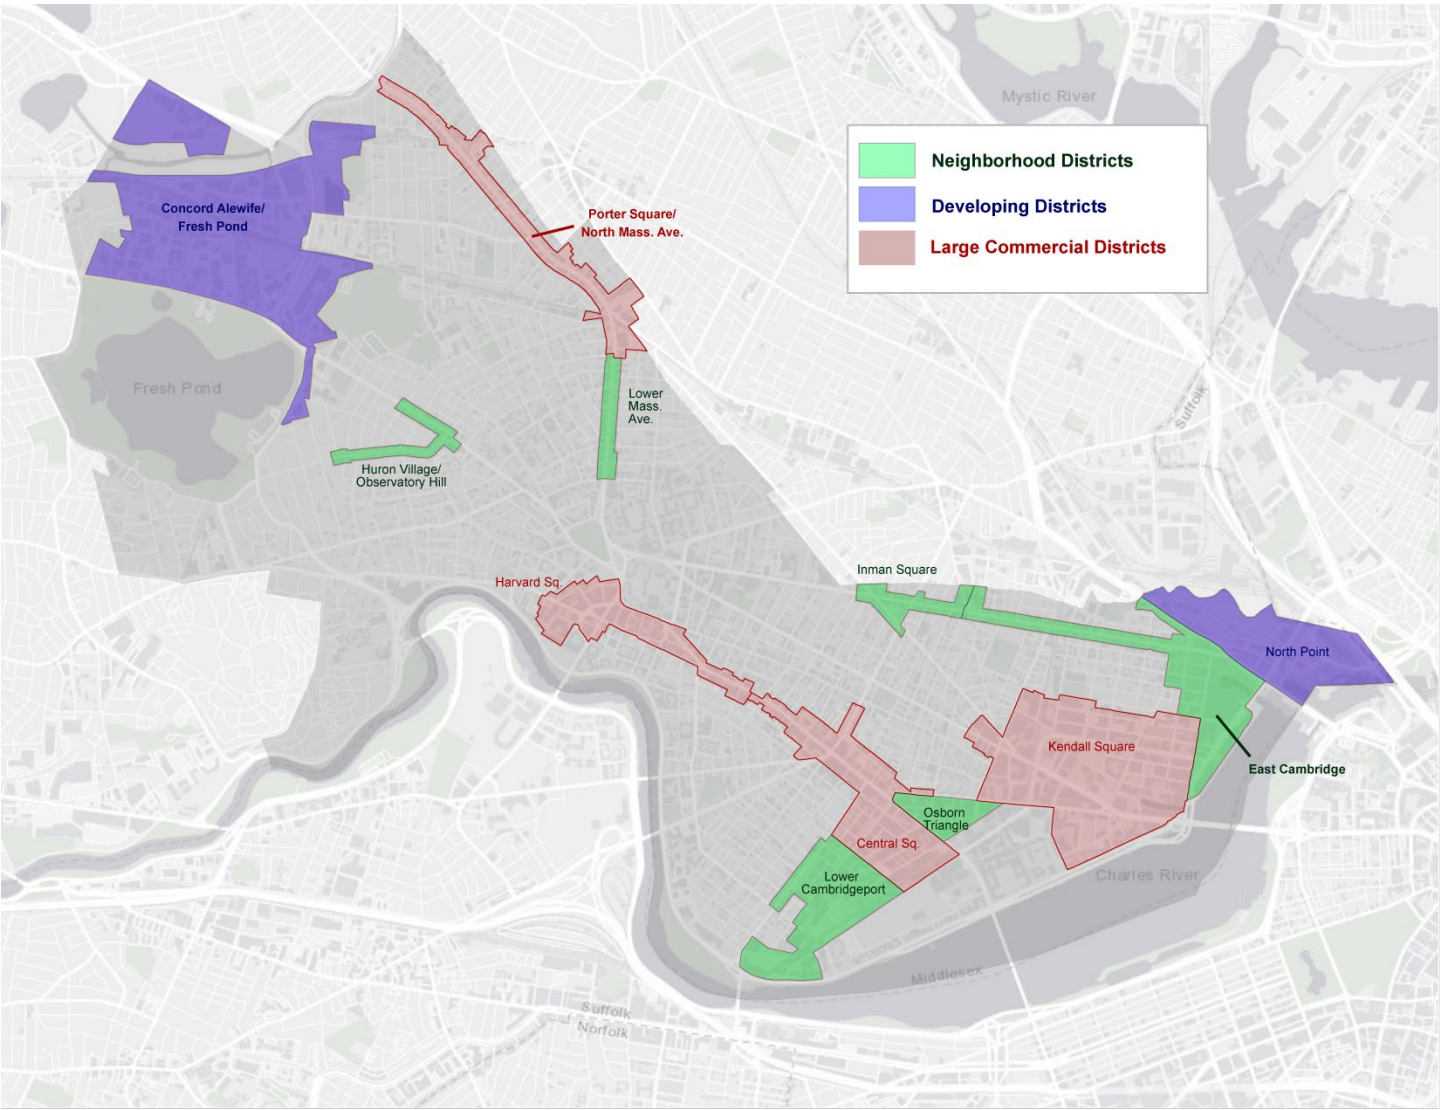 Mystic River
Neighborhood Districts
Developing Districts
Large Commercial Districts
Concord Alewife/
Fresh Pond
Porter Square/
North Mass. Ave.
Fresh Pond
Lower
Mass.
Ave.
Suffolk
Huron Village/
Observatory Hill
Inman Square
Harvard Sq.
North Point
Kendall Square
East Cambridge
Osborn
Triangle
Central Sq.
Lower
Cambridgeport
Charles River
Middlesex
Suffolk
Norfolk